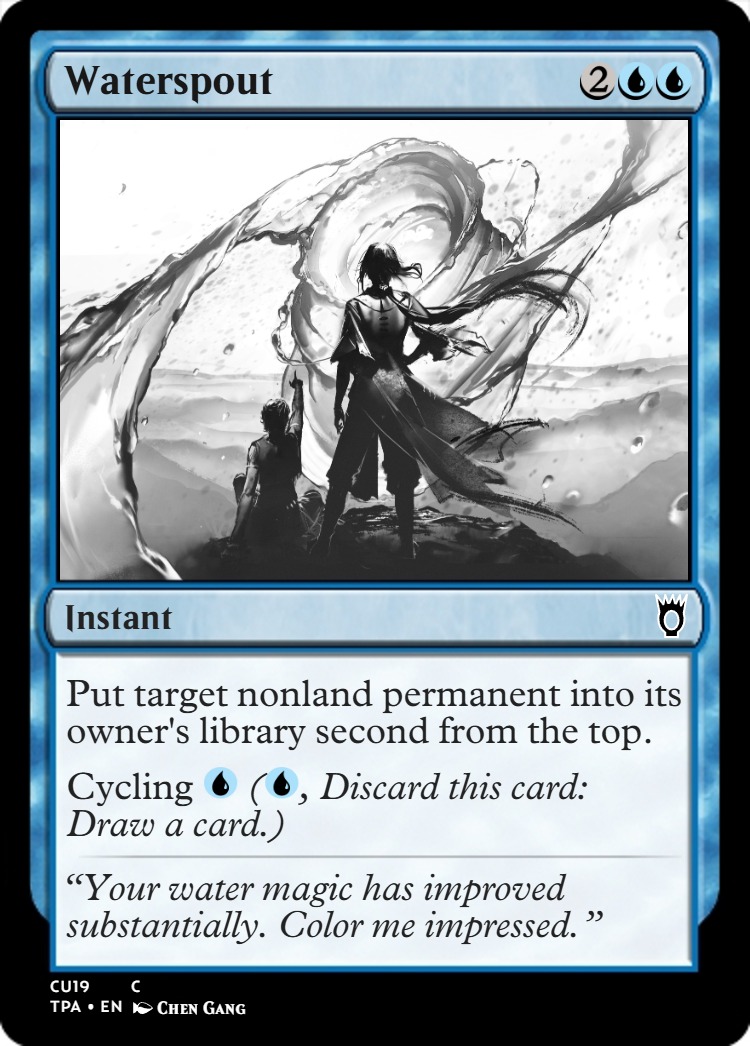 Waterspout 2
Instant
Put target nonland permanent into its
owner's library second from the top.
Cycling (, Discard this card:
Draw a card.)
“Your water magic has improved
substantially. Color me impressed.”
CU19 C
TPA • EN Chen Gang